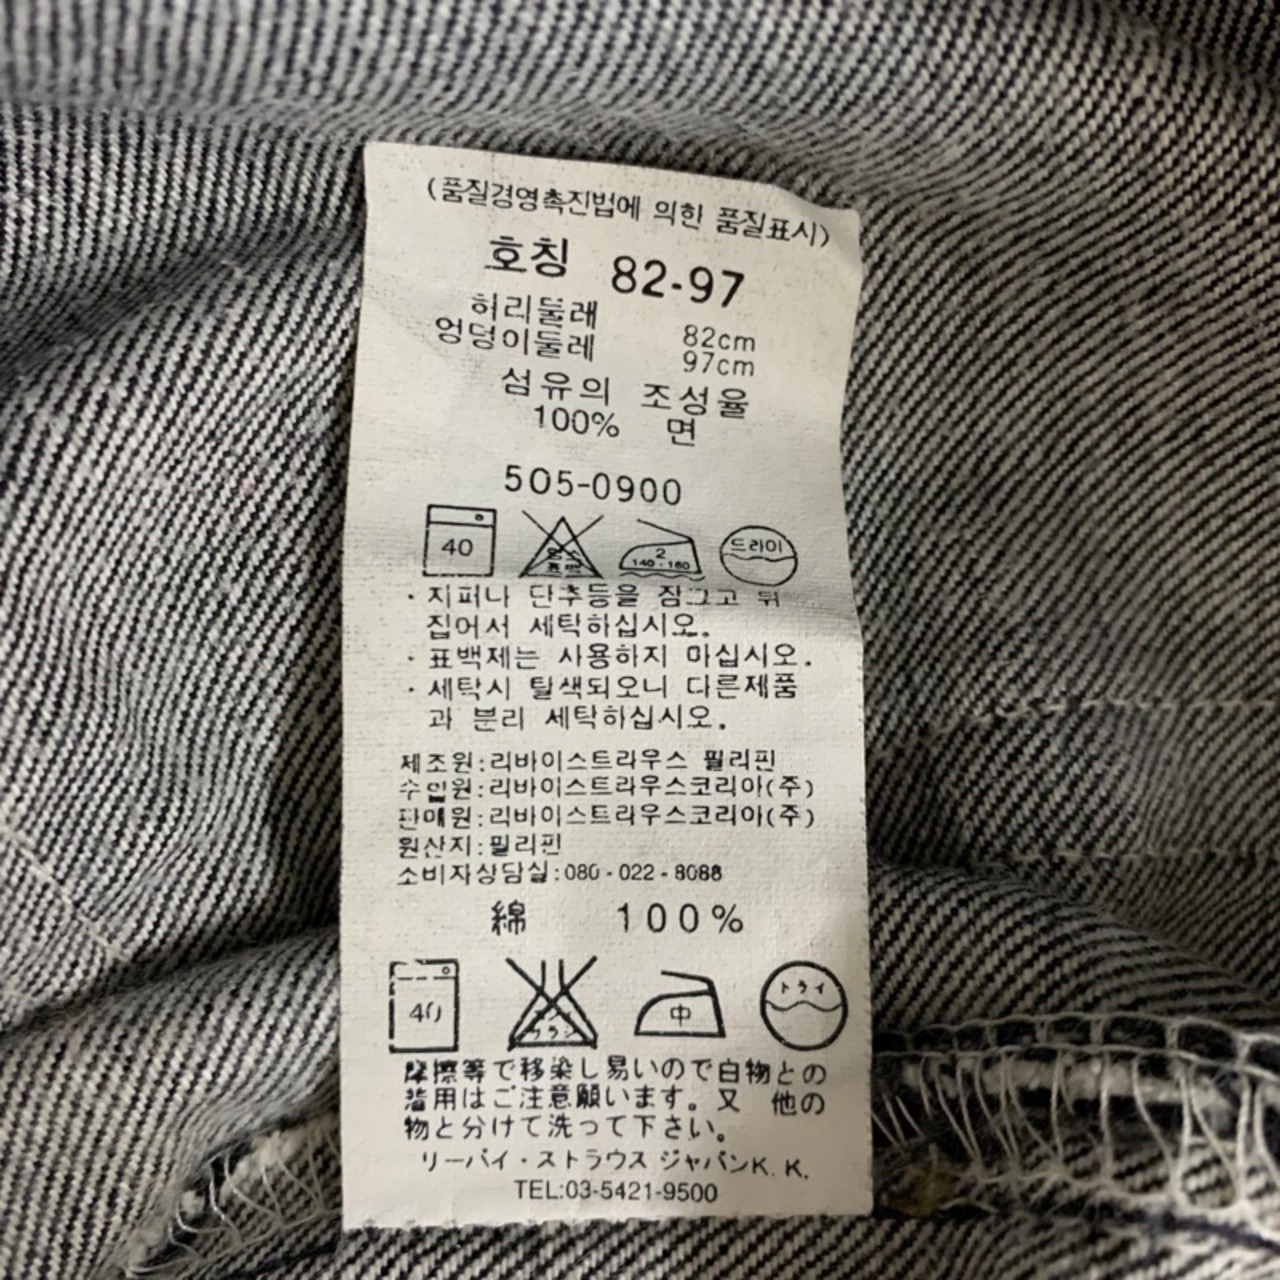 (품질경영촉진법에 의한 품질표시)
호칭 82-97
허리둘레 82cm
엉덩이둘레 97cm
섬유의 조성율
100% 면
505-0900
40
염소
표백
2
140-160
드라이
· 지퍼나 단추등을 잠그고 뒤
집어서 세탁하십시오.
· 표백제는 사용하지 마십시오.
· 세탁시 탈색되오니 다른제품
과 분리 세탁하십시오.
제조원:리바이스트라우스 필리핀
수입원:리바이스트라우스코리아(주)
판매원:리바이스트라우스코리아(주)
원산지:필리핀
소비자상담실:080-022-8088
綿 100%
40
エンソ
サラシ
中
ドライ
摩擦等で移染し易いので白物との
着用はご注意願います。又 他の
物と分けて洗って下さい。
リーバイ・ストラウス ジャパンK.K.
TEL:03-5421-9500